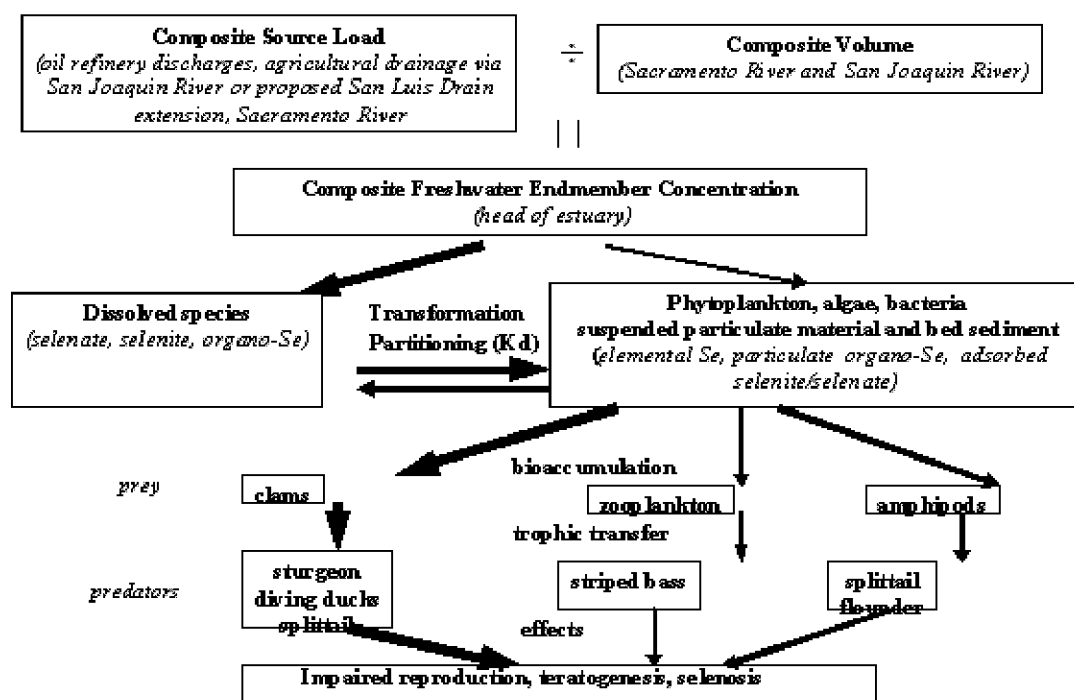 Composite Source Load
(oil refinery discharges, agricultural drainage via
San Joaquin River or proposed San Luis Drain
extension, Sacramento River
÷
Composite Volume
(Sacramento River and San Joaquin River)
||
Composite Freshwater Endmember Concentration
(head of estuary)
Dissolved species
(selenate, selenite, organo-Se)
Transformation
Partitioning (Kd)
Phytoplankton, algae, bacteria
suspended particulate material and bed sediment
(elemental Se, particulate organo-Se, adsorbed
selenite/selenate)
bioaccumulation
prey
clams
zooplankton
amphipods
trophic transfer
predators
sturgeon
diving ducks
splittail
striped bass
splittail
flounder
effects
Impaired reproduction, teratogenesis, selenosis